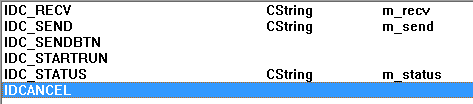 IDC_RECV CString m_recv
IDC_SEND CString m_send
IDC_SENDBTN
IDC_STARTRUN
IDC_STATUS CString m_status
IDCANCEL